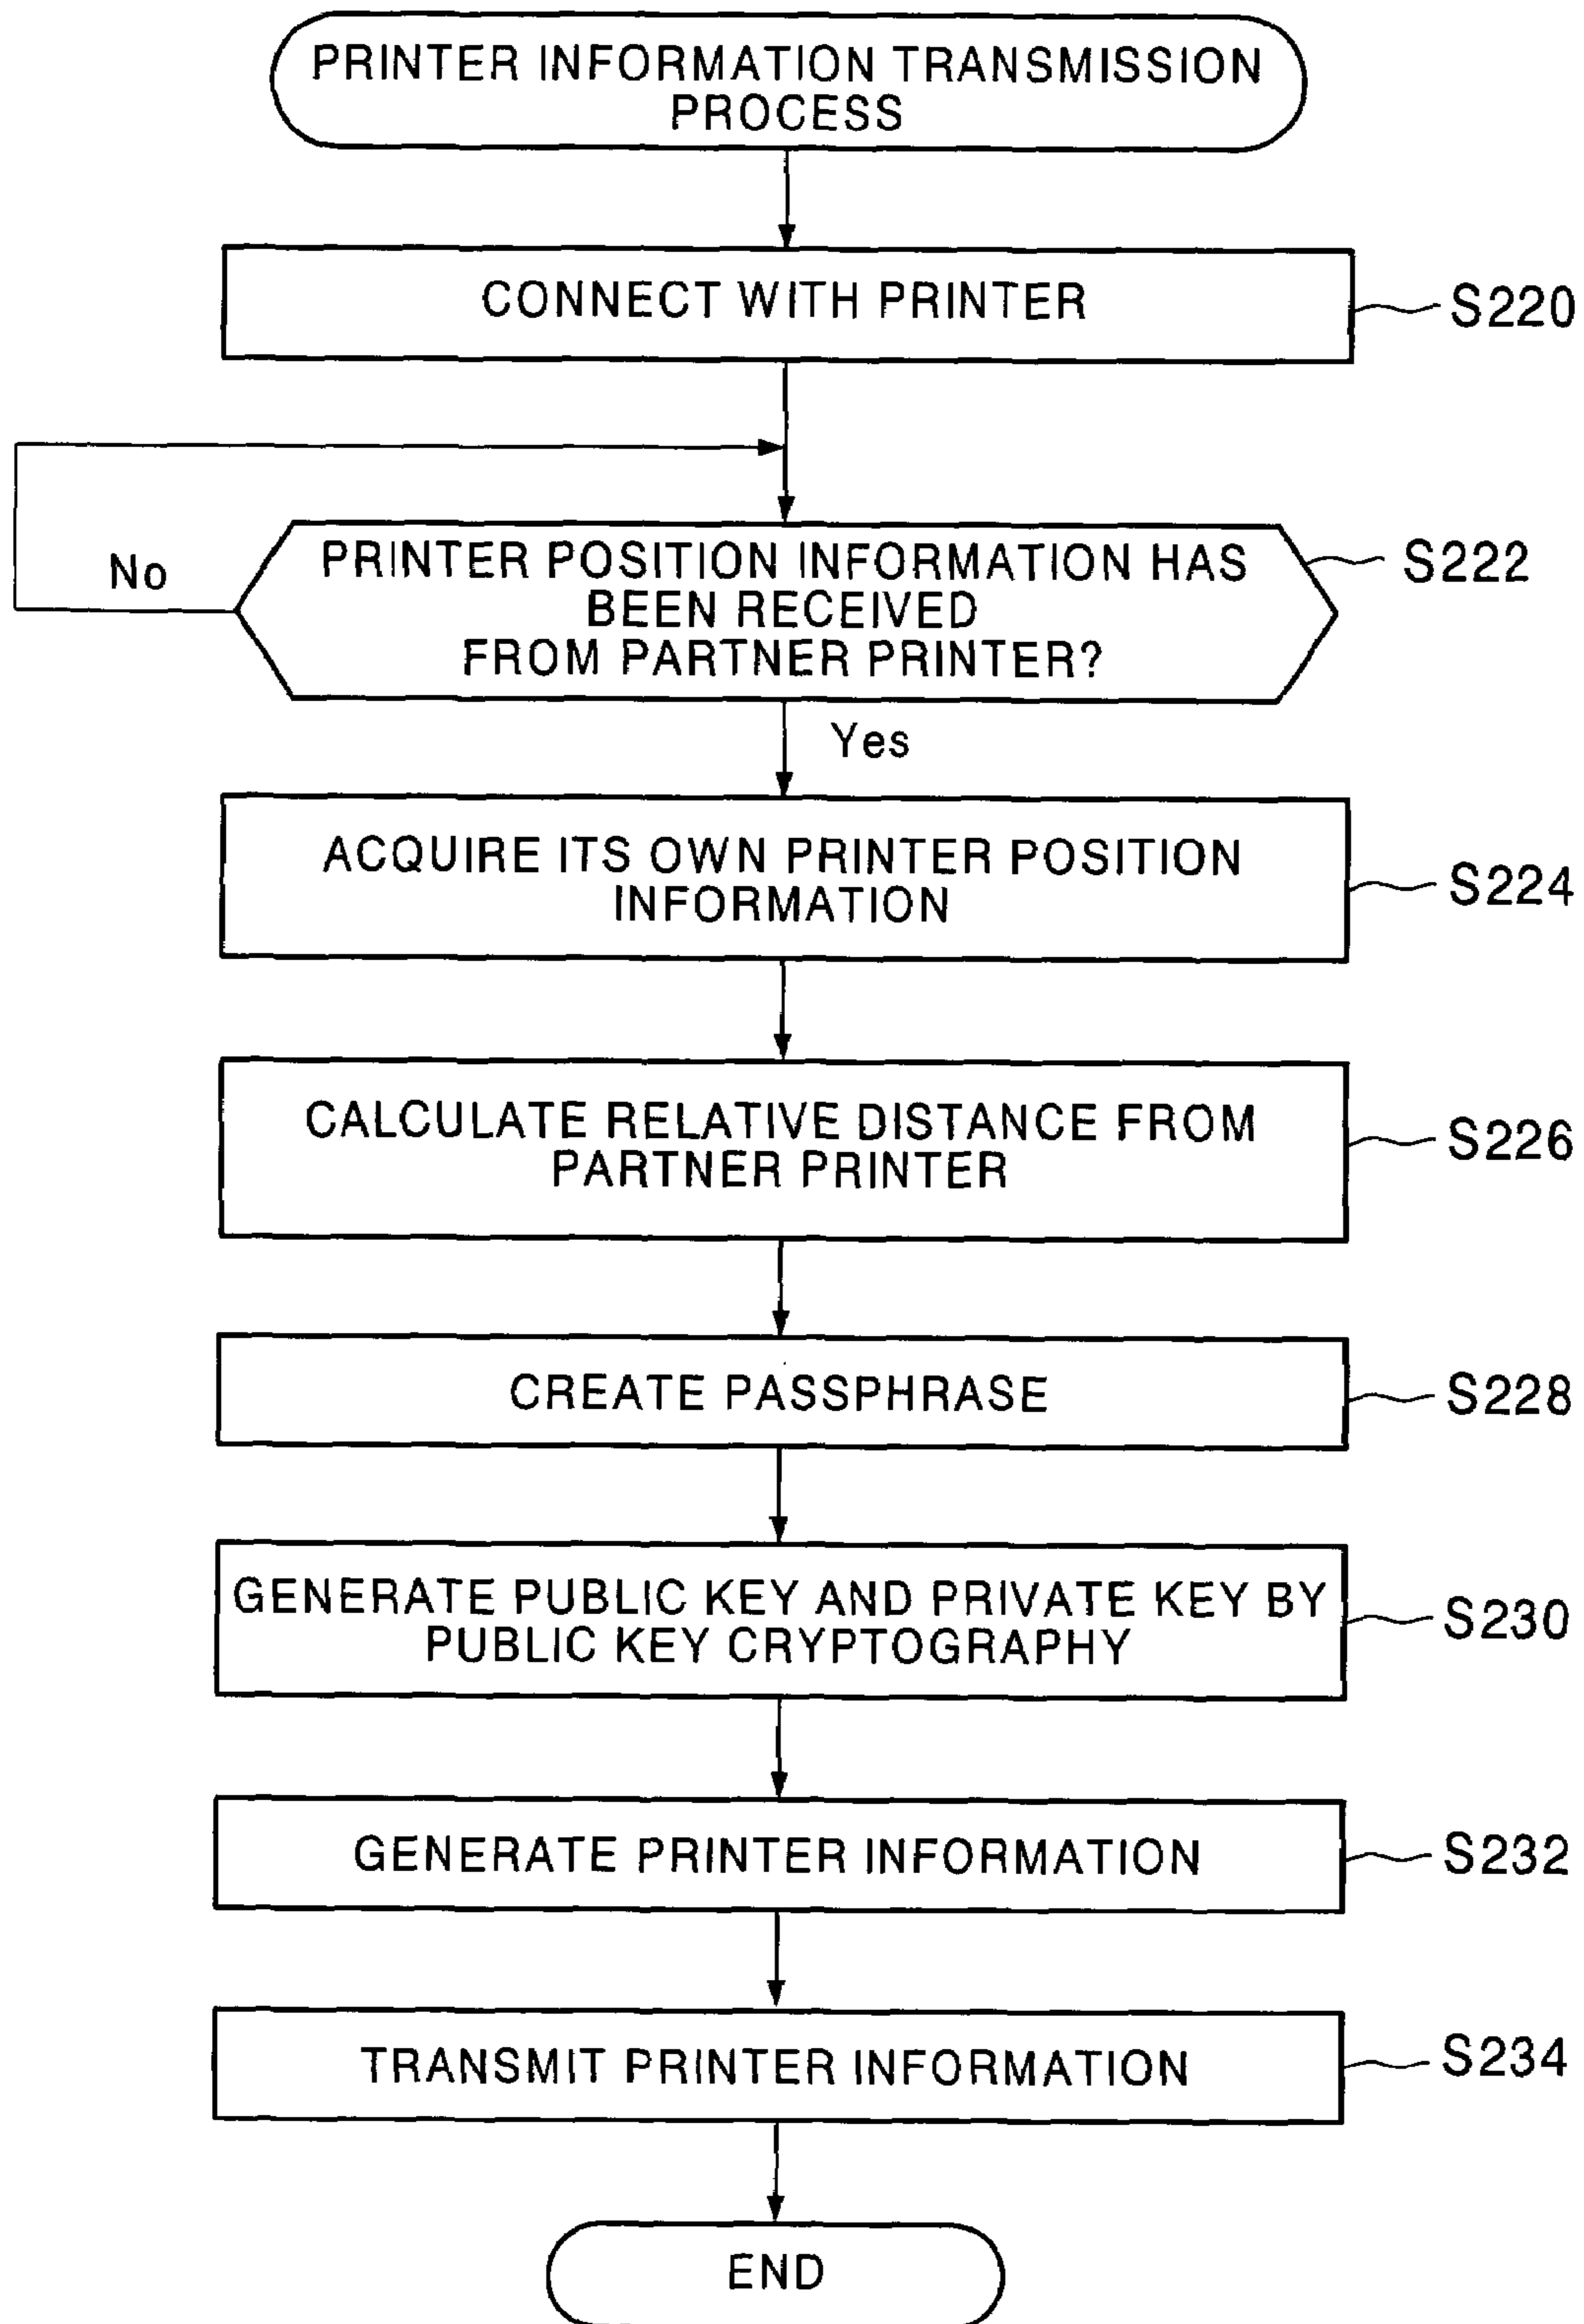 PRINTER INFORMATION TRANSMISSION
PROCESS
CONNECT WITH PRINTER
S220
No
PRINTER POSITION INFORMATION HAS
BEEN RECEIVED
FROM PARTNER PRINTER?
S222
Yes
ACQUIRE ITS OWN PRINTER POSITION
INFORMATION
S224
CALCULATE RELATIVE DISTANCE FROM
PARTNER PRINTER
S226
CREATE PASSPHRASE
S228
GENERATE PUBLIC KEY AND PRIVATE KEY BY
PUBLIC KEY CRYPTOGRAPHY
S230
GENERATE PRINTER INFORMATION
S232
TRANSMIT PRINTER INFORMATION
S234
END